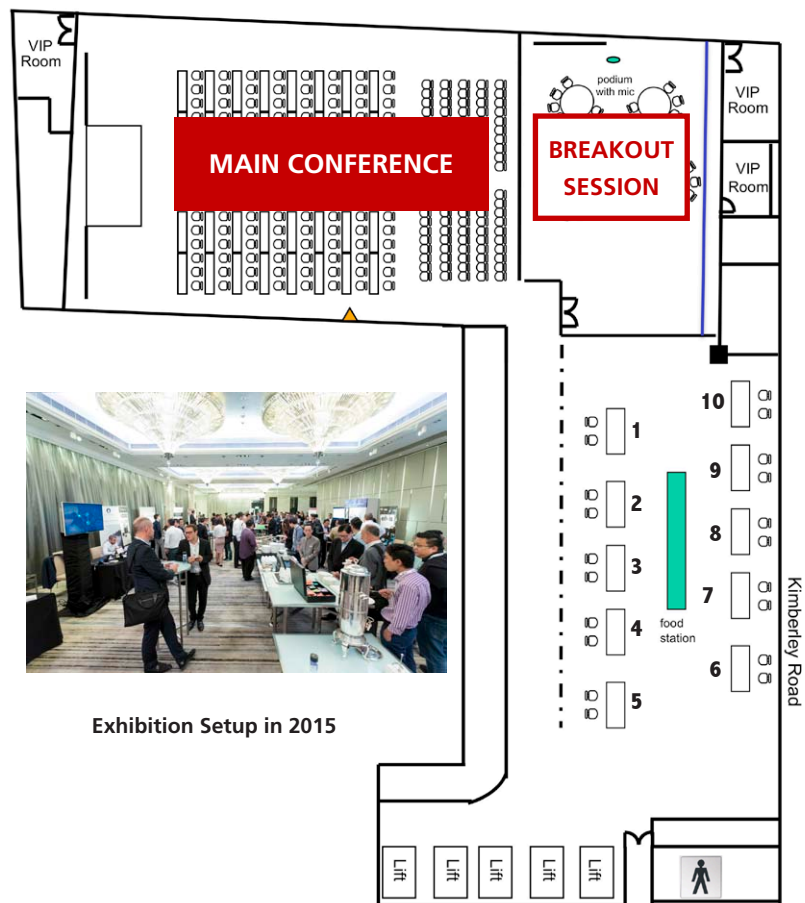 VIP
Room
podium
with mic
VIP
Room
MAIN CONFERENCE
BREAKOUT
SESSION
VIP
Room
10
1
9
2
8
3
7
4
food
station
6
5
Kimberley Road
Exhibition Setup in 2015
Lift
Lift
Lift
Lift
Lift